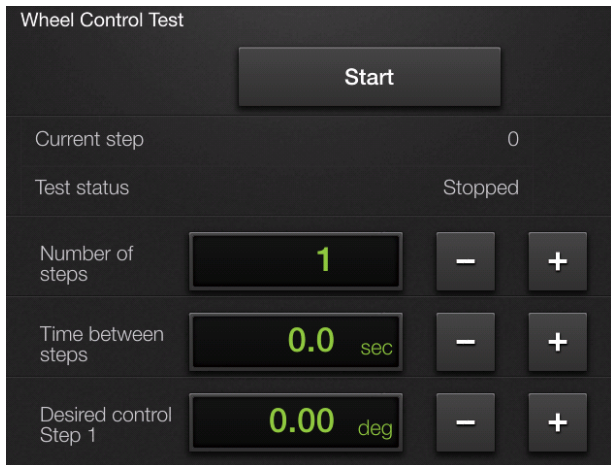 Wheel Control Test
Start
Current step 0
Test status Stopped
Number of
steps
1
−
+
Time between
steps
0.0 sec
−
+
Desired control
Step 1
0.00 deg
−
+